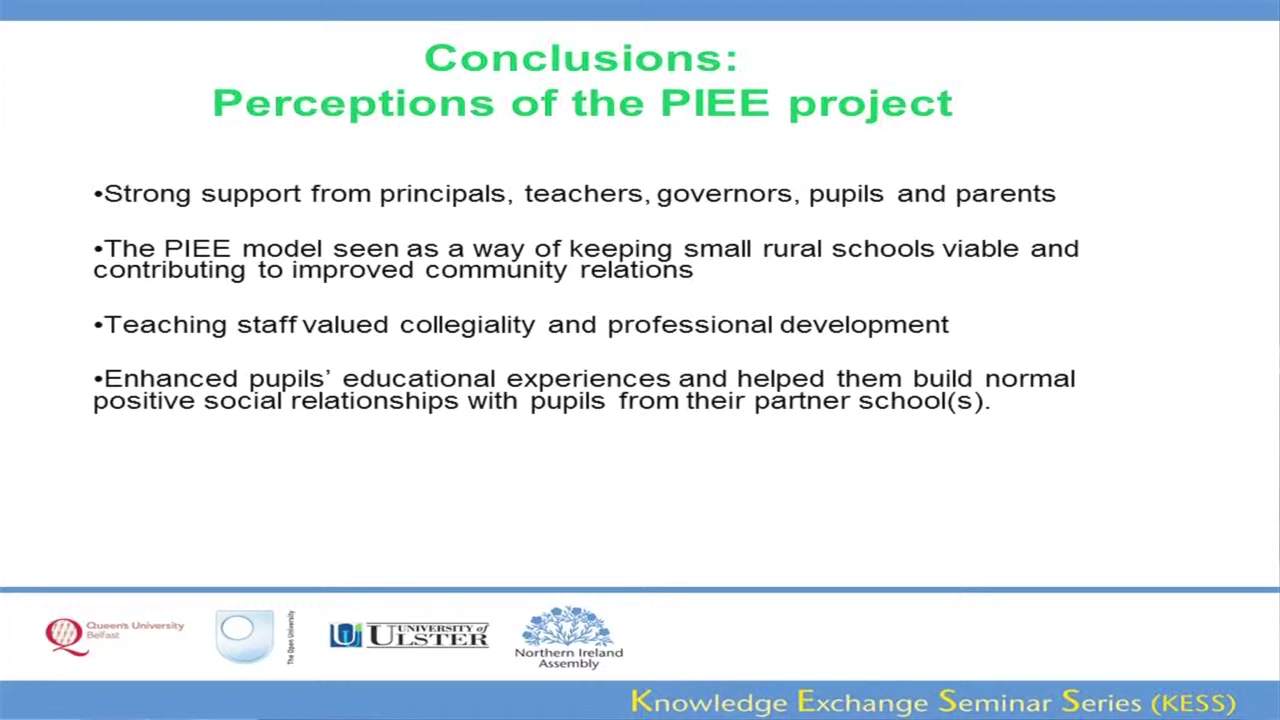 Conclusions:
Perceptions of the PIEE project
•Strong support from principals, teachers, governors, pupils and parents
•The PIEE model seen as a way of keeping small rural schools viable and
contributing to improved community relations
•Teaching staff valued collegiality and professional development
•Enhanced pupils’ educational experiences and helped them build normal
positive social relationships with pupils from their partner school(s).
Queen's University
Belfast
The Open University
UNIVERSITY of
ULSTER
Northern Ireland
Assembly
Knowledge Exchange Seminar Series (KESS)